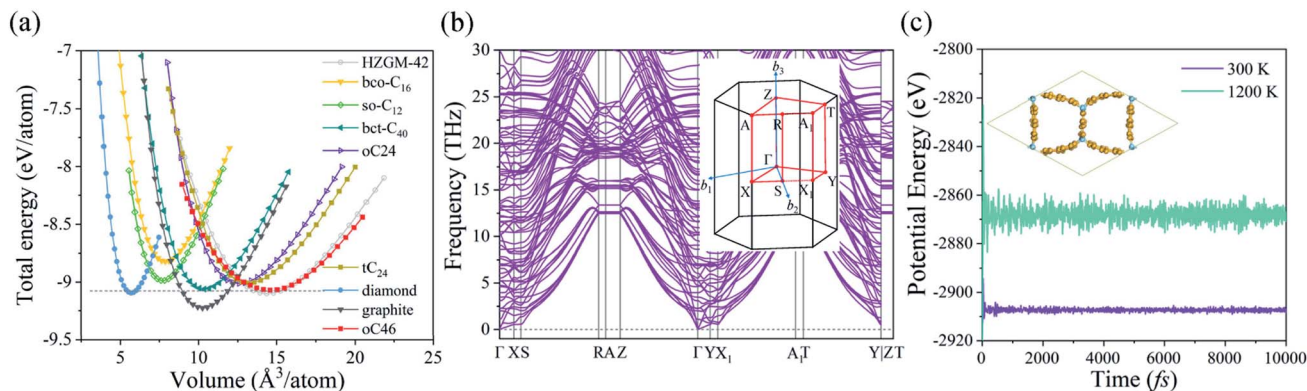 (a)
-7
-7.5
-8
-8.5
-9
-9.5
Total energy (eV/atom)
HZGM-42
bco-C₁₆
so-C₁₂
bct-C₄₀
oC24
tC₂₄
diamond
graphite
oC46
5 10 15 20 25
Volume (Å³/atom)
(b)
30
25
20
15
10
5
0
Frequency (THz)
b₃
Z
T
A
R
A₁
Γ
b₁
Y
X
S
X₁
b₂
Γ XS RAZ ΓYX₁ A₁T Y|ZT
(c)
-2800
-2820
-2840
-2860
-2880
-2900
-2920
Potential Energy (eV)
300 K
1200 K
0 2000 4000 6000 8000 10000
Time (fs)